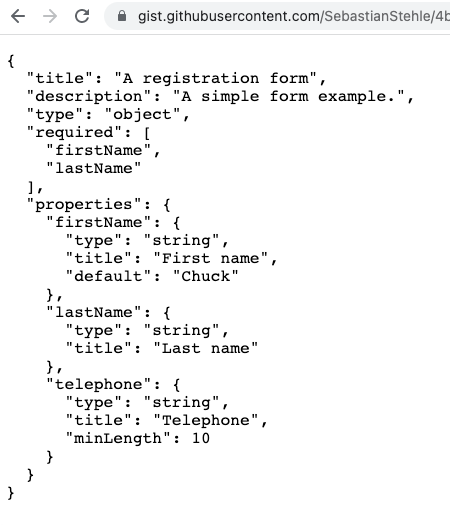 gist.githubusercontent.com/SebastianStehle/4b
{
  "title": "A registration form",
  "description": "A simple form example.",
  "type": "object",
  "required": [
    "firstName",
    "lastName"
  ],
  "properties": {
    "firstName": {
      "type": "string",
      "title": "First name",
      "default": "Chuck"
    },
    "lastName": {
      "type": "string",
      "title": "Last name"
    },
    "telephone": {
      "type": "string",
      "title": "Telephone",
      "minLength": 10
    }
  }
}